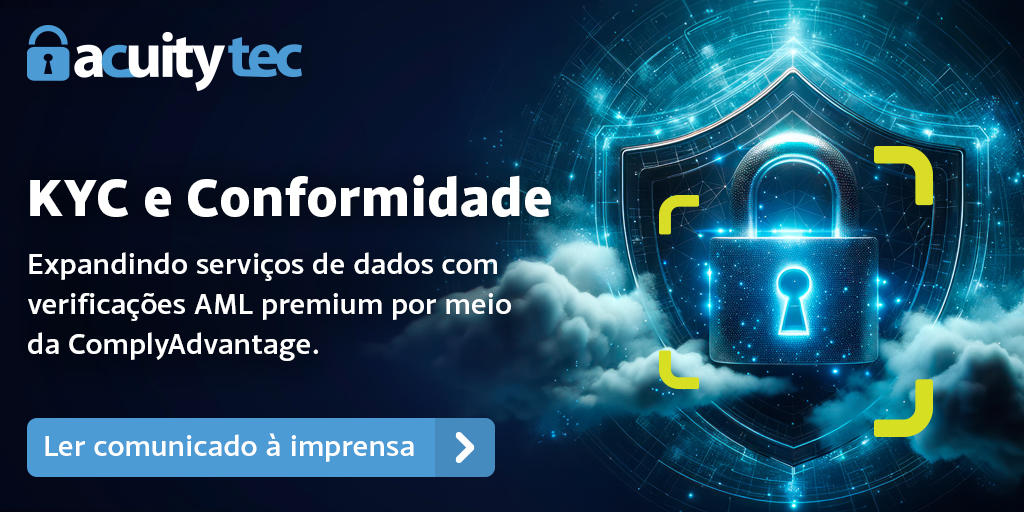 acuitytec
KYC e Conformidade
Expandindo serviços de dados com
verificações AML premium por meio
da ComplyAdvantage.
Ler comunicado à imprensa